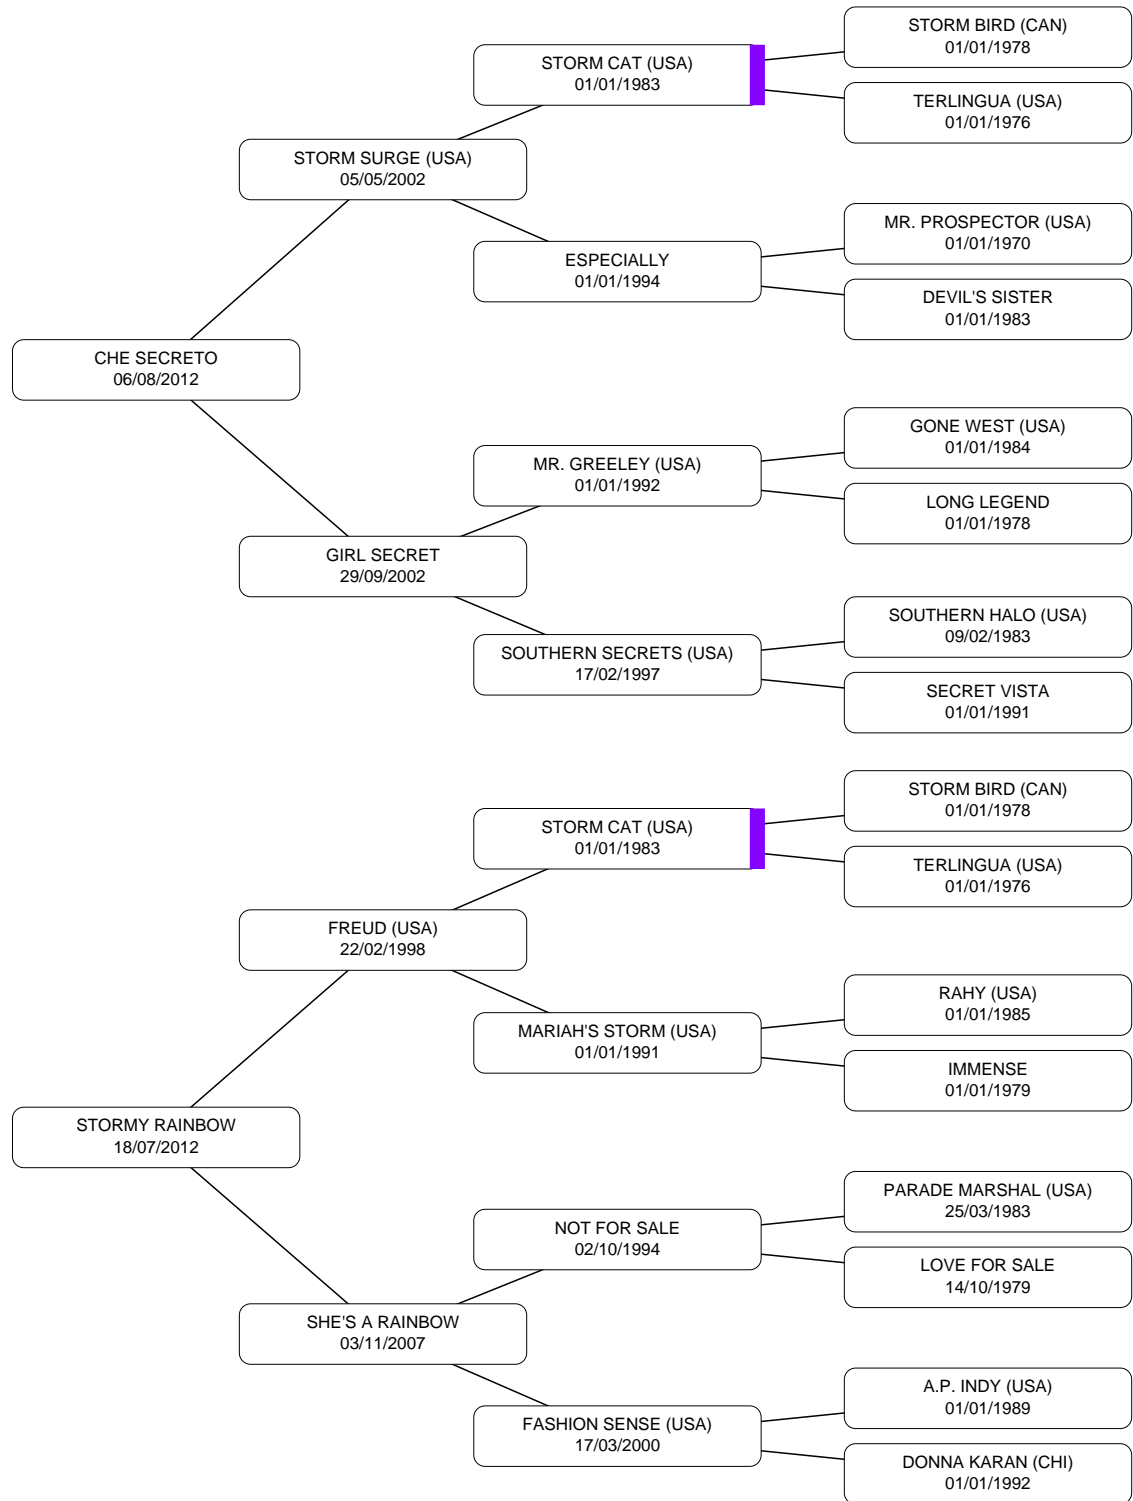 STORM BIRD (CAN)
01/01/1978
STORM CAT (USA)
01/01/1983
TERLINGUA (USA)
01/01/1976
STORM SURGE (USA)
05/05/2002
MR. PROSPECTOR (USA)
01/01/1970
ESPECIALLY
01/01/1994
DEVIL'S SISTER
01/01/1983
CHE SECRETO
06/08/2012
GONE WEST (USA)
01/01/1984
MR. GREELEY (USA)
01/01/1992
LONG LEGEND
01/01/1978
GIRL SECRET
29/09/2002
SOUTHERN HALO (USA)
09/02/1983
SOUTHERN SECRETS (USA)
17/02/1997
SECRET VISTA
01/01/1991
STORM BIRD (CAN)
01/01/1978
STORM CAT (USA)
01/01/1983
TERLINGUA (USA)
01/01/1976
FREUD (USA)
22/02/1998
RAHY (USA)
01/01/1985
MARIAH'S STORM (USA)
01/01/1991
IMMENSE
01/01/1979
STORMY RAINBOW
18/07/2012
PARADE MARSHAL (USA)
25/03/1983
NOT FOR SALE
02/10/1994
LOVE FOR SALE
14/10/1979
SHE'S A RAINBOW
03/11/2007
A.P. INDY (USA)
01/01/1989
FASHION SENSE (USA)
17/03/2000
DONNA KARAN (CHI)
01/01/1992